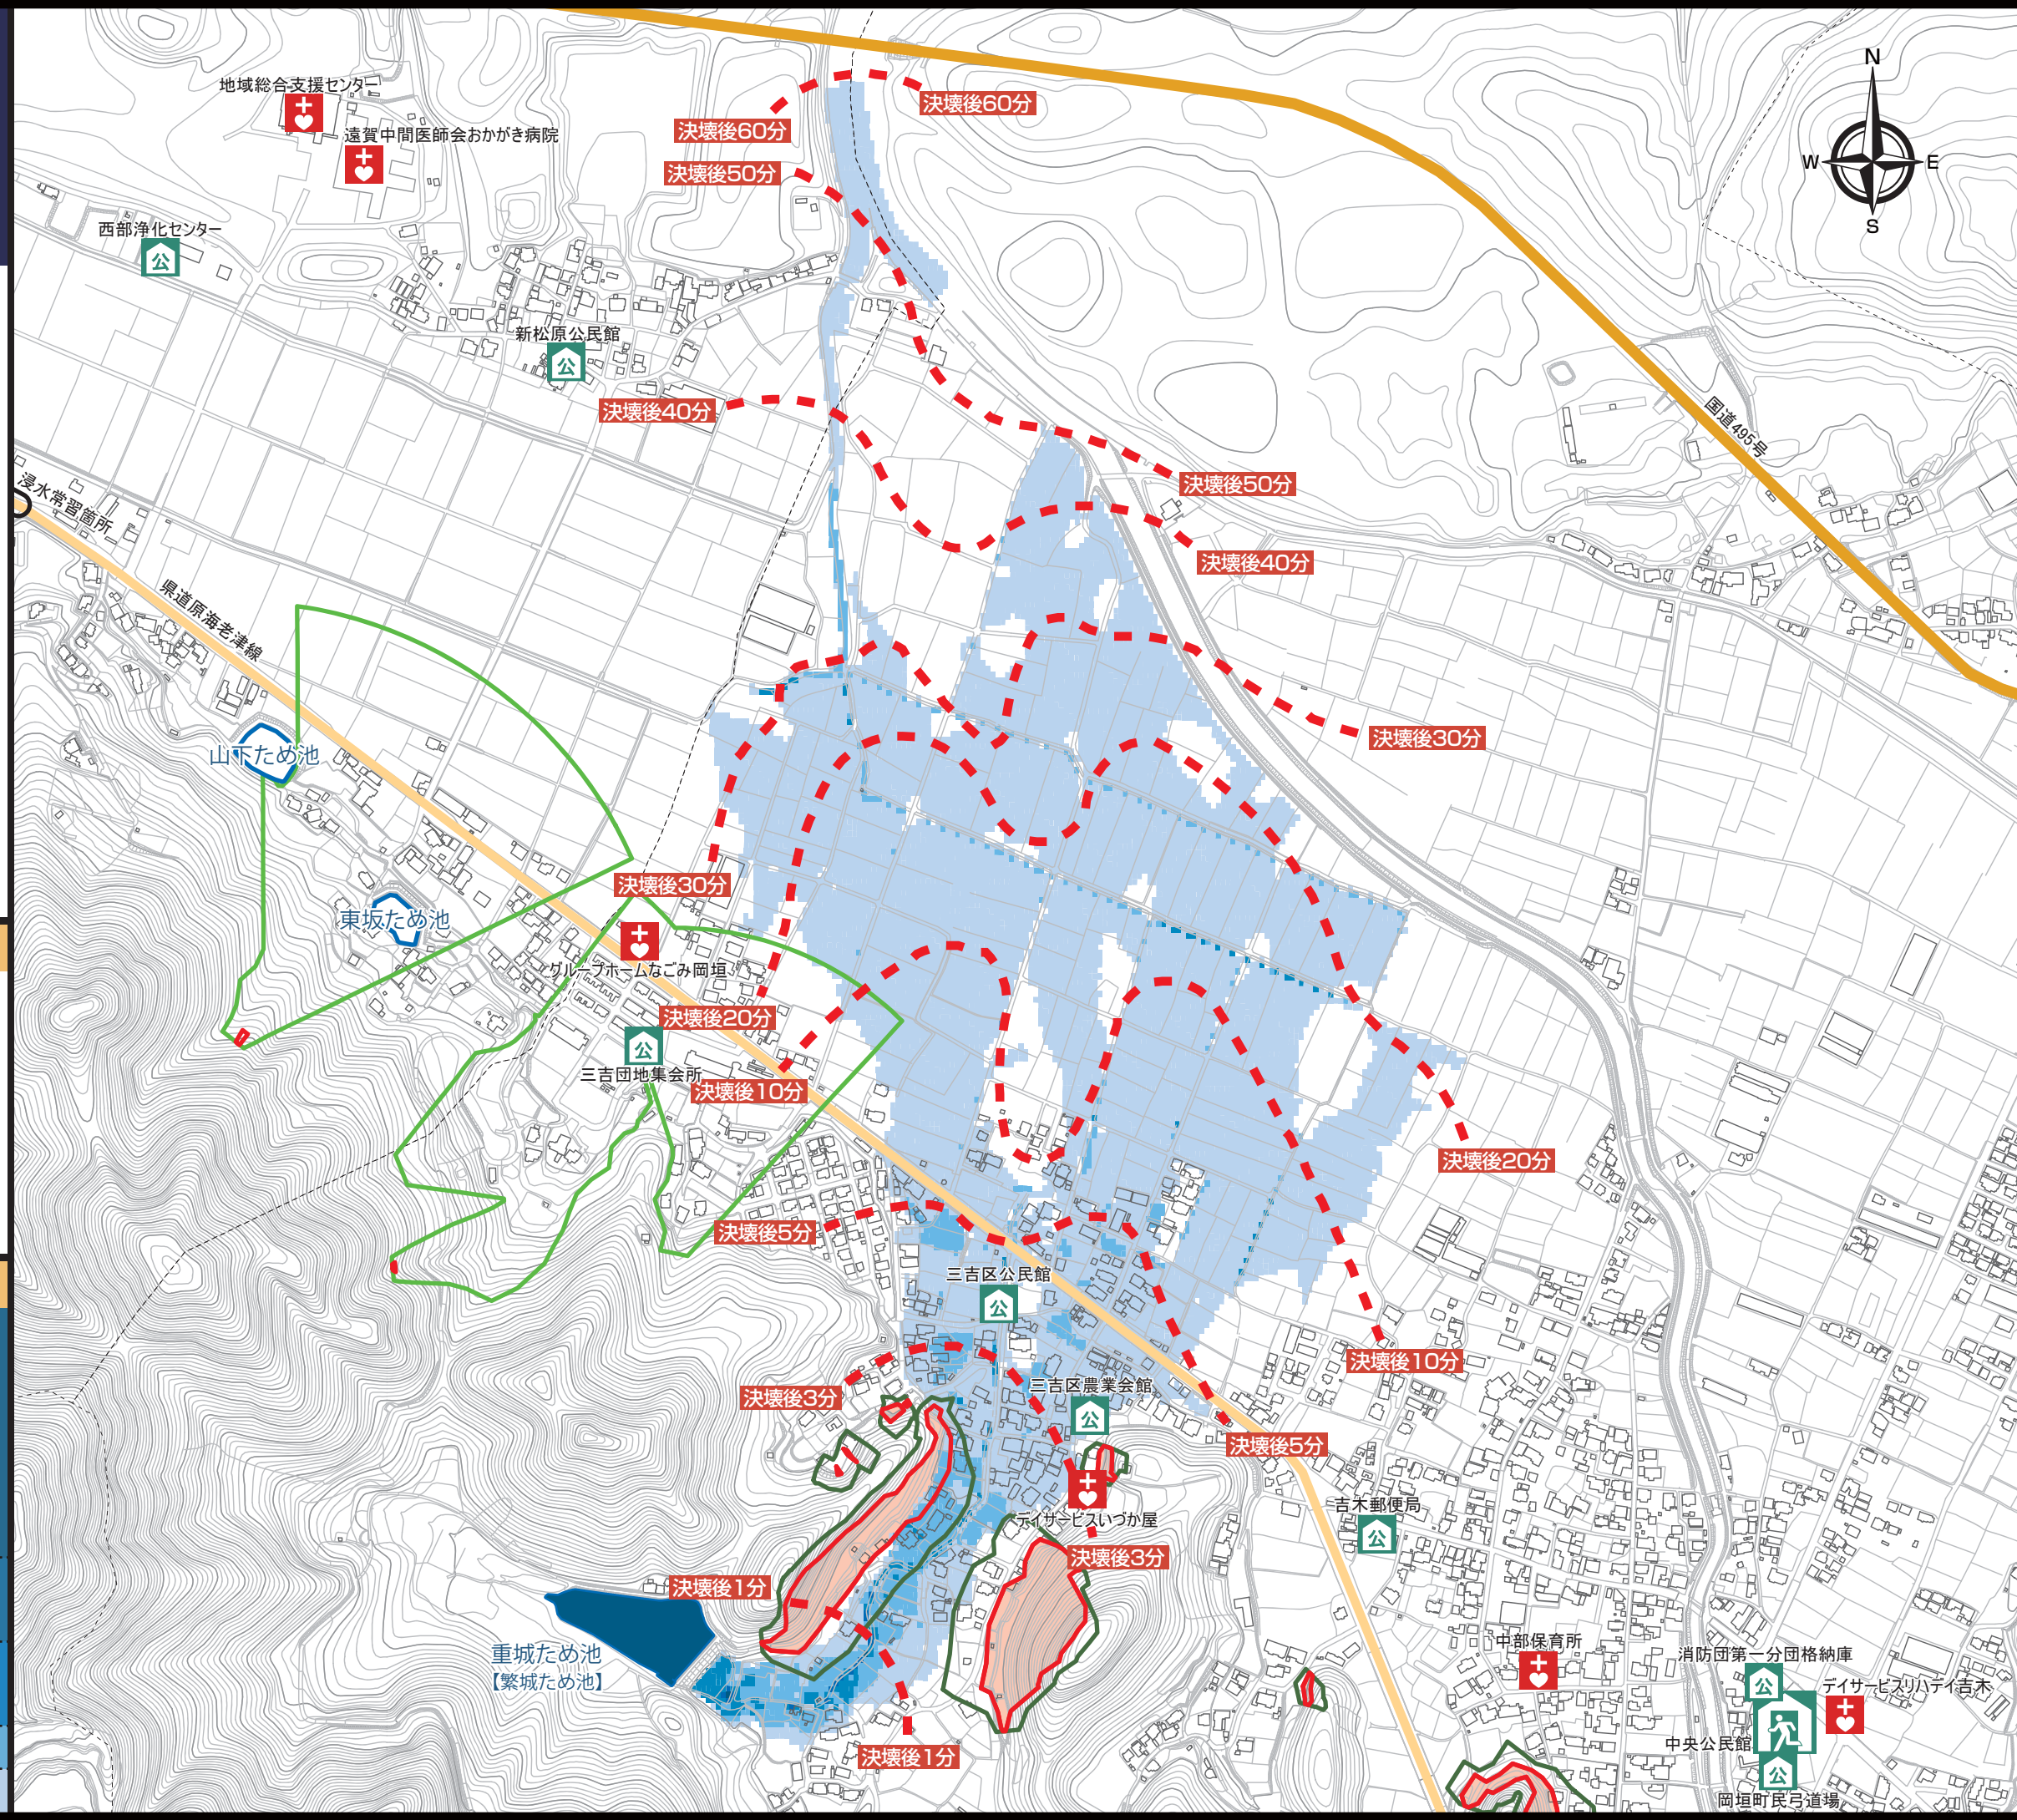 N
W
E
S
地域総合支援センター
遠賀中間医師会おかがき病院
西部浄化センター
新松原公民館
決壊後60分
決壊後60分
決壊後50分
決壊後40分
決壊後50分
決壊後40分
国道495号
浸水常習箇所
県道原海老津線
決壊後30分
山下ため池
東坂ため池
決壊後30分
公
グループホームなごみ岡垣
決壊後20分
公
三吉団地集会所
決壊後10分
決壊後20分
決壊後5分
三吉区公民館
公
決壊後10分
決壊後3分
三吉区農業会館
公
決壊後5分
デイサービスいづか屋
吉木郵便局
公
決壊後3分
決壊後1分
重城ため池
【繁城ため池】
決壊後1分
中部保育所
消防団第一分団格納庫
公
デイサービスリハデイ吉木
中央公民館
公
岡垣町民弓道場
公